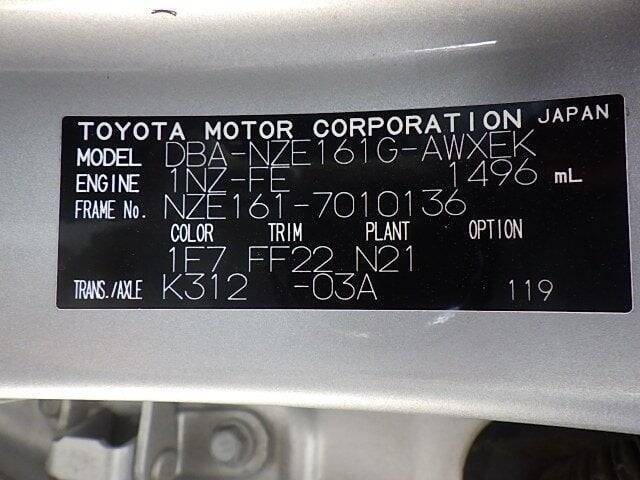 TOYOTA MOTOR CORPORATION JAPAN
MODEL DBA-NZE161G-AWXEK
ENGINE 1NZ-FE 1496 mL
FRAME No. NZE161-7010136
COLOR TRIM PLANT OPTION
1F7 FF22 N21
TRANS./AXLE K312 -03A 119